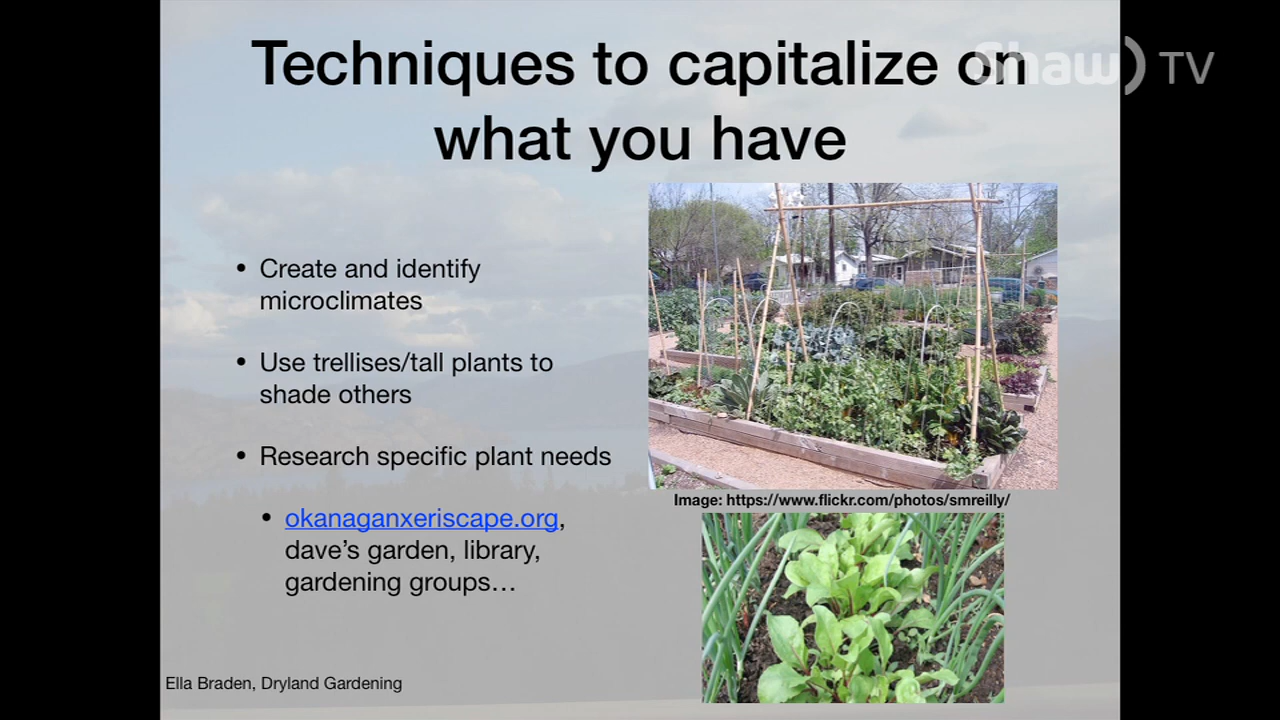 Techniques to capitalize on
what you have
Shaw) TV
• Create and identify
microclimates
• Use trellises/tall plants to
shade others
• Research specific plant needs
• okanaganxeriscape.org,
dave's garden, library,
gardening groups…
Image: https://www.flickr.com/photos/smreilly/
Ella Braden, Dryland Gardening